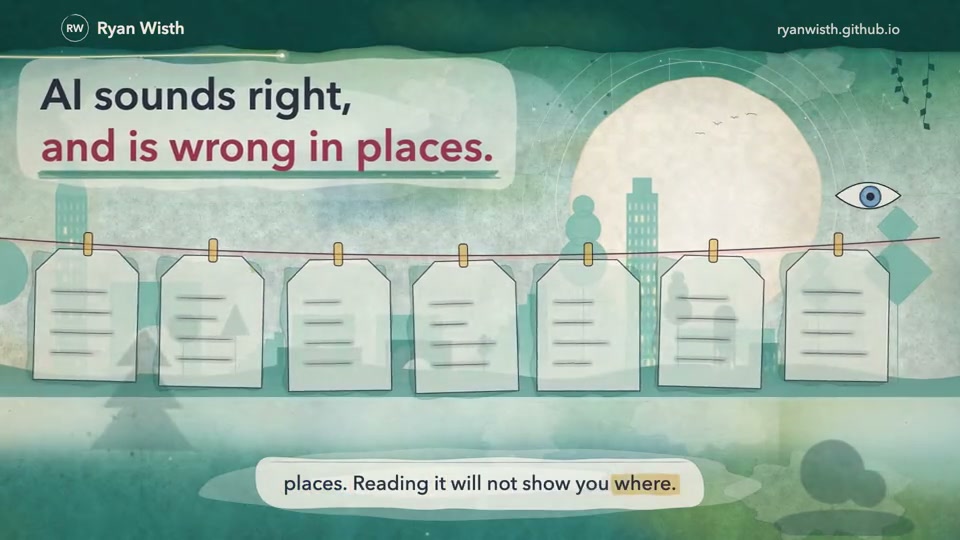 RW Ryan Wisth
ryanwisth.github.io
AI sounds right,
and is wrong in places.
places. Reading it will not show you where.